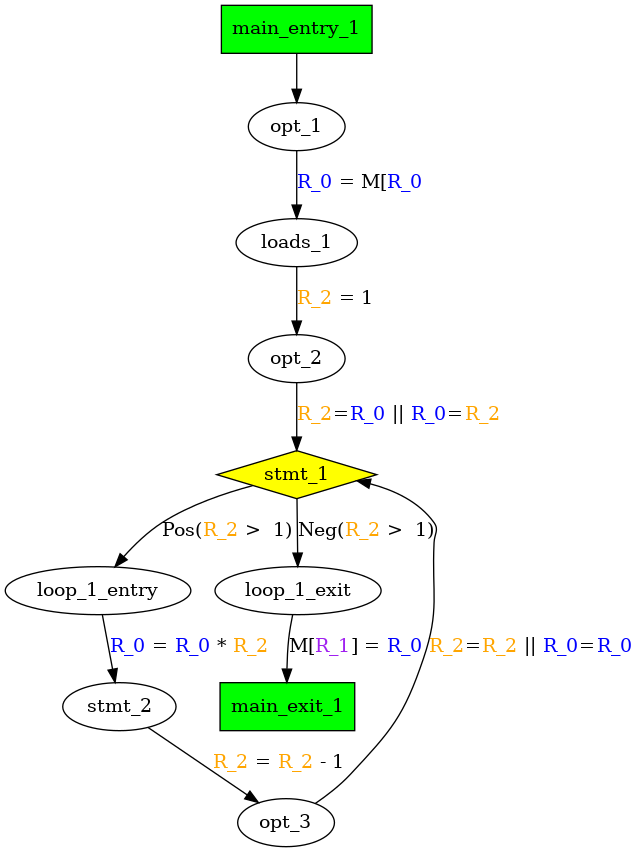 main_entry_1
opt_1
R_0 = M[R_0
loads_1
R_2 = 1
opt_2
R_2=R_0 || R_0=R_2
stmt_1
Pos(R_2 > 1)
Neg(R_2 > 1)
loop_1_entry
loop_1_exit
R_0 = R_0 * R_2
M[R_1] = R_0
R_2=R_2 || R_0=R_0
stmt_2
main_exit_1
R_2 = R_2 - 1
opt_3